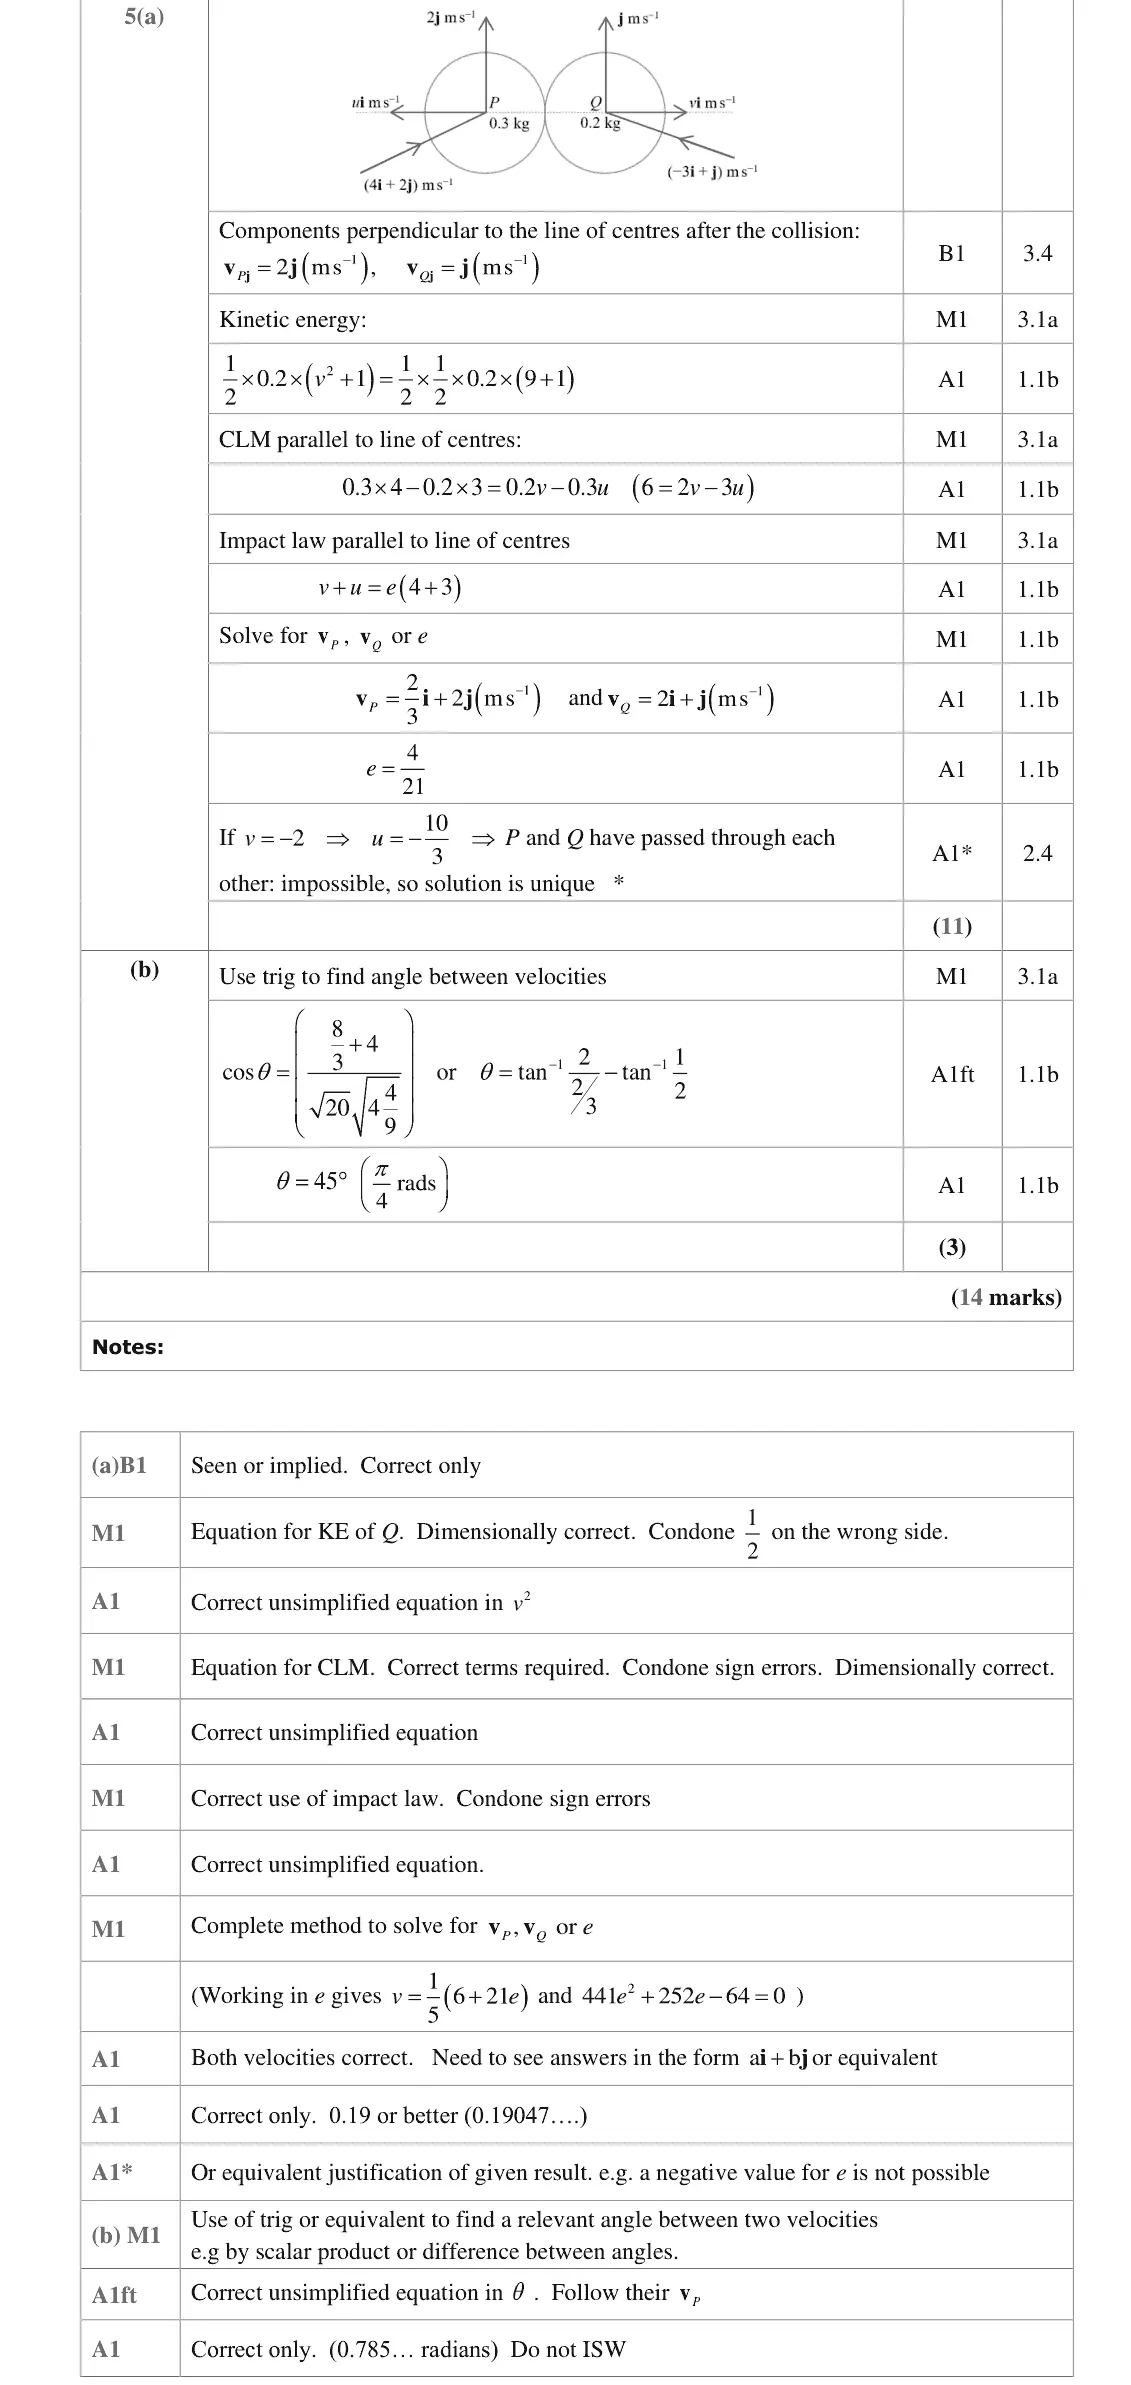 5(a)
2j m s⁻¹
j m s⁻¹
ui m s⁻¹
P
Q
vi m s⁻¹
0.3 kg
0.2 kg
(4i + 2j) m s⁻¹
(−3i + j) m s⁻¹
Components perpendicular to the line of centres after the collision:
v_Pj = 2j (m s⁻¹), v_Qj = j (m s⁻¹)
B1 3.4
Kinetic energy: M1 3.1a
1/2 × 0.2 × (v² + 1) = 1/2 × 1/2 × 0.2 × (9 + 1) A1 1.1b
CLM parallel to line of centres: M1 3.1a
0.3 × 4 − 0.2 × 3 = 0.2v − 0.3u (6 = 2v − 3u) A1 1.1b
Impact law parallel to line of centres M1 3.1a
v + u = e(4 + 3) A1 1.1b
Solve for v_P, v_Q or e M1 1.1b
v_P = 2/3 i + 2j (m s⁻¹) and v_Q = 2i + j (m s⁻¹) A1 1.1b
e = 4/21 A1 1.1b
If v = −2 ⇒ u = −10/3 ⇒ P and Q have passed through each
other: impossible, so solution is unique *
A1* 2.4
(11)
(b)
Use trig to find angle between velocities M1 3.1a
cos θ = ( (8/3 + 4) / (√20 √(4 4/9)) ) or θ = tan⁻¹ 2/(2/3) − tan⁻¹ 1/2 A1ft 1.1b
θ = 45° (π/4 rads) A1 1.1b
(3)
(14 marks)
Notes:
(a)B1 Seen or implied. Correct only
M1 Equation for KE of Q. Dimensionally correct. Condone 1/2 on the wrong side.
A1 Correct unsimplified equation in v²
M1 Equation for CLM. Correct terms required. Condone sign errors. Dimensionally correct.
A1 Correct unsimplified equation
M1 Correct use of impact law. Condone sign errors
A1 Correct unsimplified equation.
M1 Complete method to solve for v_P, v_Q or e
(Working in e gives v = 1/5 (6 + 21e) and 441e² + 252e − 64 = 0 )
A1 Both velocities correct. Need to see answers in the form ai + bj or equivalent
A1 Correct only. 0.19 or better (0.19047….)
A1* Or equivalent justification of given result. e.g. a negative value for e is not possible
(b) M1 Use of trig or equivalent to find a relevant angle between two velocities
e.g by scalar product or difference between angles.
A1ft Correct unsimplified equation in θ . Follow their v_P
A1 Correct only. (0.785… radians) Do not ISW